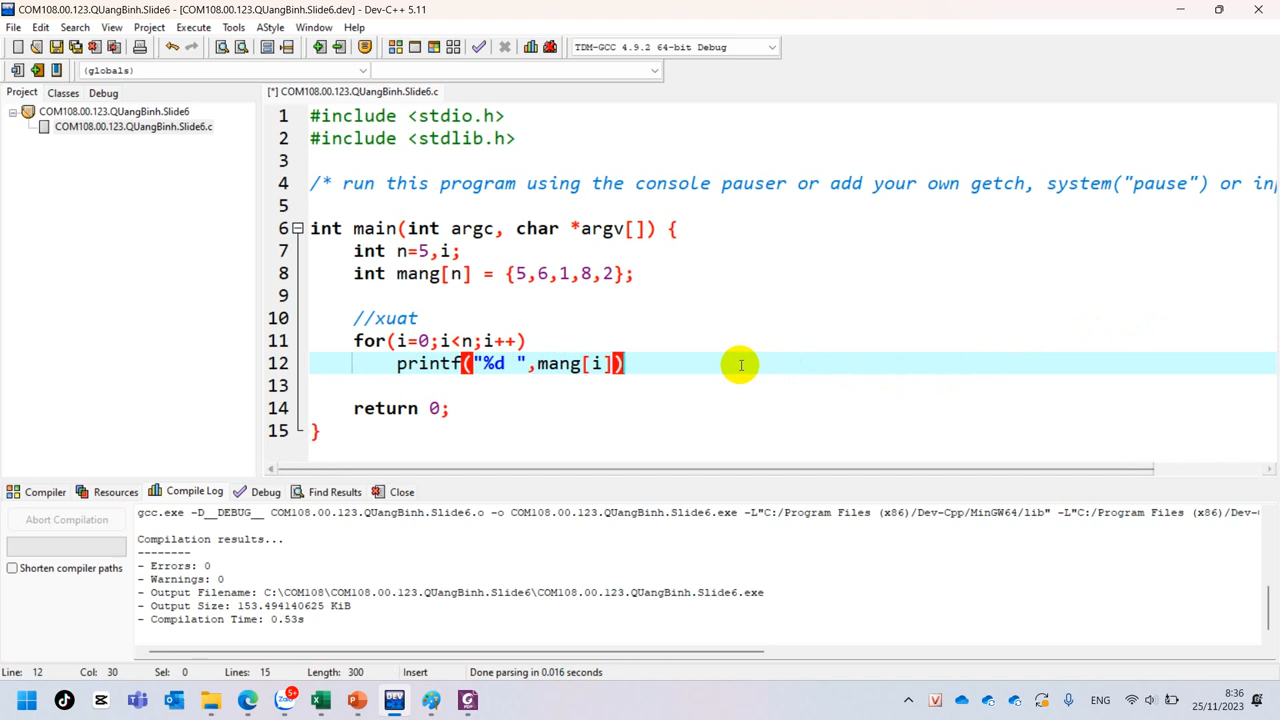 COM108.00.123.QUangBinh.Slide6 - [COM108.00.123.QUangBinh.Slide6.dev] - Dev-C++ 5.11
File Edit Search View Project Execute Tools AStyle Window Help
TDM-GCC 4.9.2 64-bit Debug
(globals)
Project Classes Debug
[*] COM108.00.123.QUangBinh.Slide6.c
COM108.00.123.QUangBinh.Slide6
COM108.00.123.QUangBinh.Slide6.c
1 #include <stdio.h>
2 #include <stdlib.h>
3
4 /* run this program using the console pauser or add your own getch, system("pause") or inp
5
6 int main(int argc, char *argv[]) {
7 int n=5,i;
8 int mang[n] = {5,6,1,8,2};
9
10 //xuat
11 for(i=0;i<n;i++)
12 printf("%d ",mang[i])
13
14 return 0;
15 }
Compiler Resources Compile Log Debug Find Results Close
Abort Compilation
Shorten compiler paths
gcc.exe -D__DEBUG__ COM108.00.123.QUangBinh.Slide6.o -o COM108.00.123.QUangBinh.Slide6.exe -L"C:/Program Files (x86)/Dev-Cpp/MinGW64/lib" -L"C:/Program Files (x86)/Dev-
Compilation results...
--------
- Errors: 0
- Warnings: 0
- Output Filename: C:\COM108\COM108.00.123.QUangBinh.Slide6\COM108.00.123.QUangBinh.Slide6.exe
- Output Size: 153.494140625 KiB
- Compilation Time: 0.53s
Line: 12 Col: 30 Sel: 0 Lines: 15 Length: 300 Insert Done parsing in 0.016 seconds
Zalo 5+ DEV
V ENG 8:36
25/11/2023